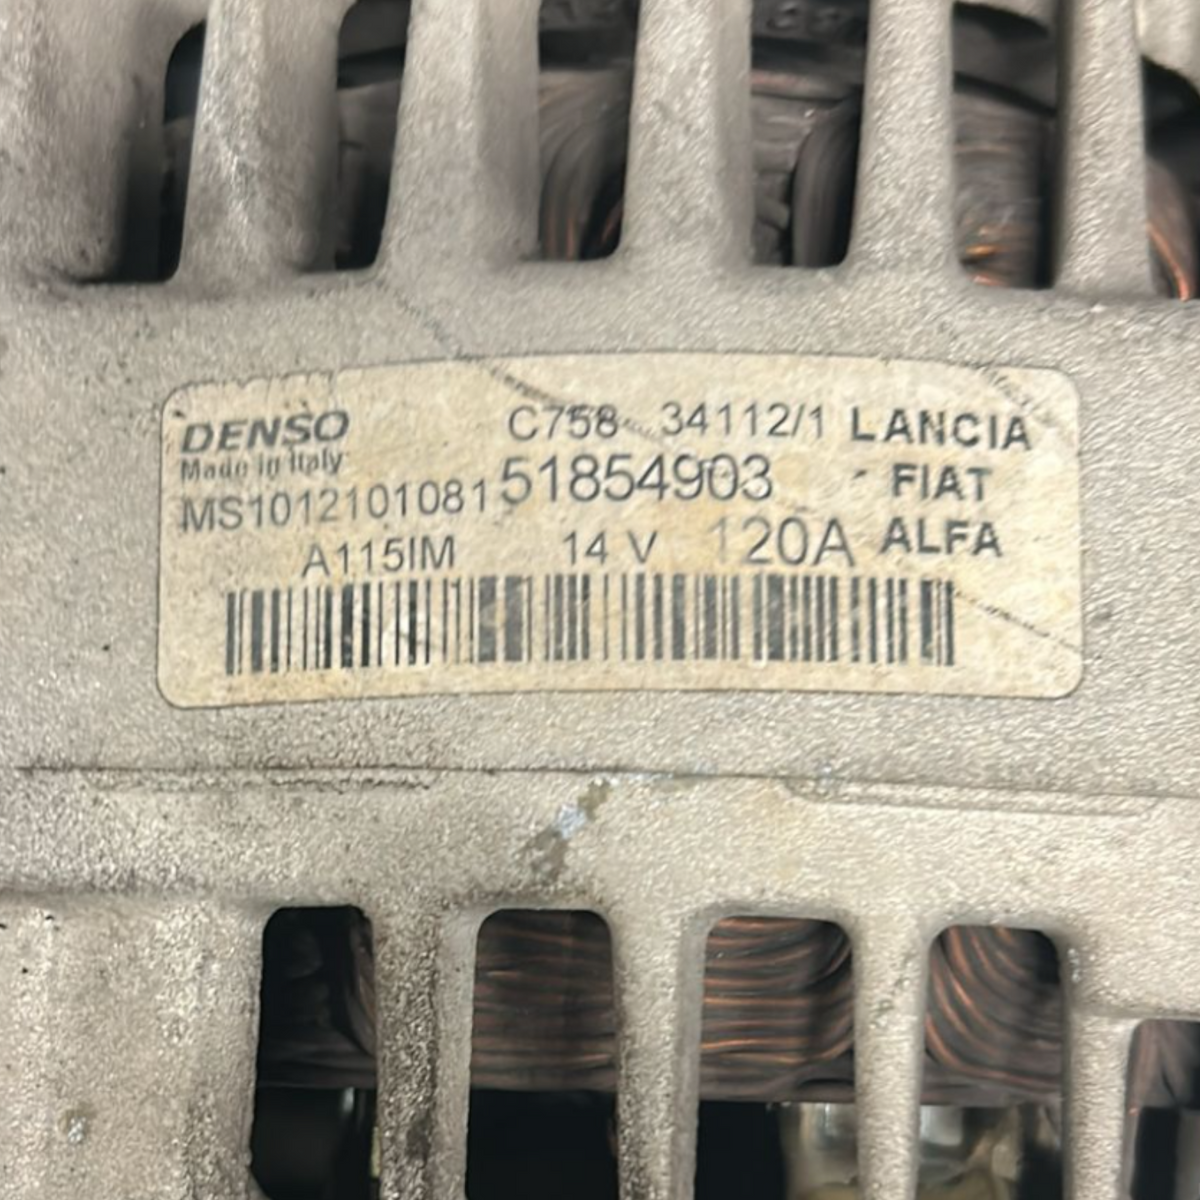 DENSO C758 34112/1 LANCIA
Made in Italy
MS1012101081 51854903 FIAT
A115IM 14 V 120A ALFA